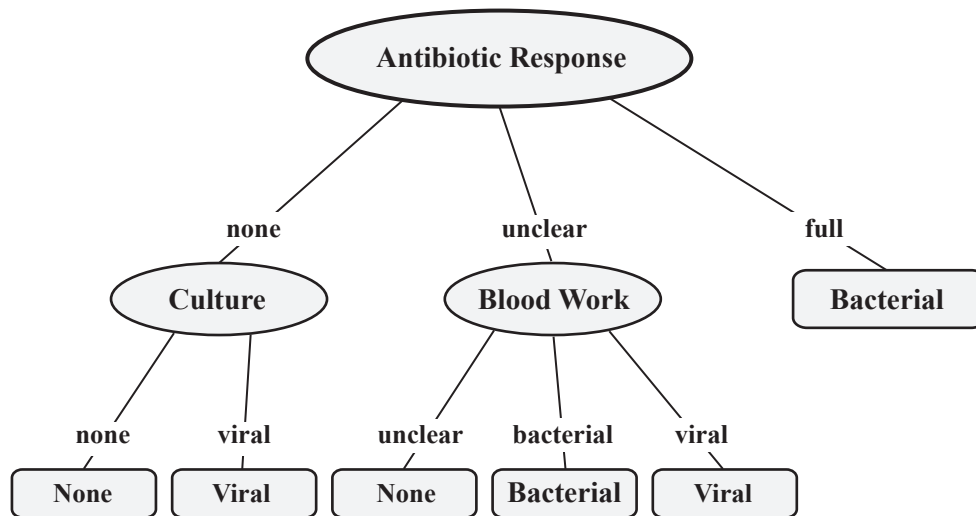 Antibiotic Response
none
unclear
full
Culture
Blood Work
Bacterial
none
viral
unclear
bacterial
viral
None
Viral
None
Bacterial
Viral